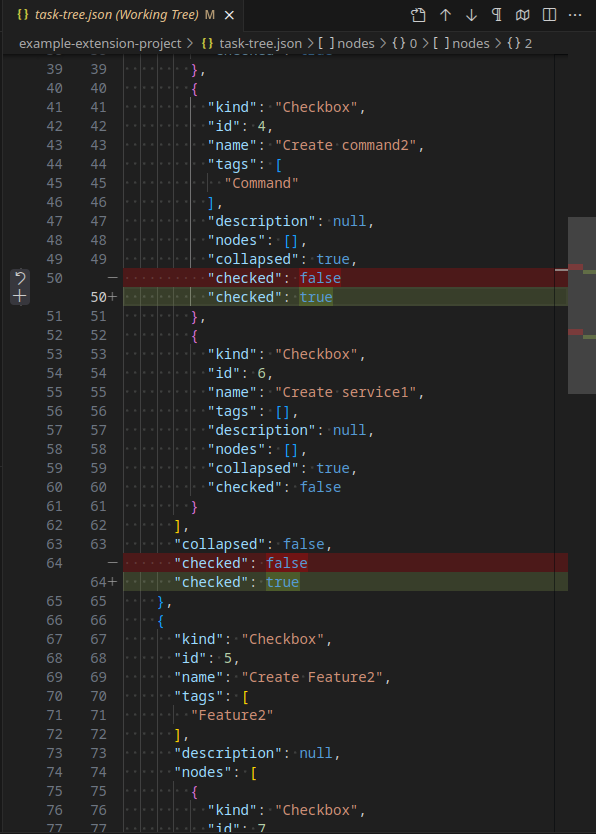 {} task-tree.json (Working Tree) M ×
example-extension-project > {} task-tree.json > [ ] nodes > {} 0 > [ ] nodes > {} 2
39 39 },
40 40 {
41 41 "kind": "Checkbox",
42 42 "id": 4,
43 43 "name": "Create command2",
44 44 "tags": [
45 45 "Command"
46 46 ],
47 47 "description": null,
48 48 "nodes": [],
49 49 "collapsed": true,
50 − "checked": false
50+ "checked": true
51 51 },
52 52 {
53 53 "kind": "Checkbox",
54 54 "id": 6,
55 55 "name": "Create service1",
56 56 "tags": [],
57 57 "description": null,
58 58 "nodes": [],
59 59 "collapsed": true,
60 60 "checked": false
61 61 }
62 62 ],
63 63 "collapsed": false,
64 − "checked": false
64+ "checked": true
65 65 },
66 66 {
67 67 "kind": "Checkbox",
68 68 "id": 5,
69 69 "name": "Create Feature2",
70 70 "tags": [
71 71 "Feature2"
72 72 ],
73 73 "description": null,
74 74 "nodes": [
75 75 {
76 76 "kind": "Checkbox",
77 77 "id": 7,